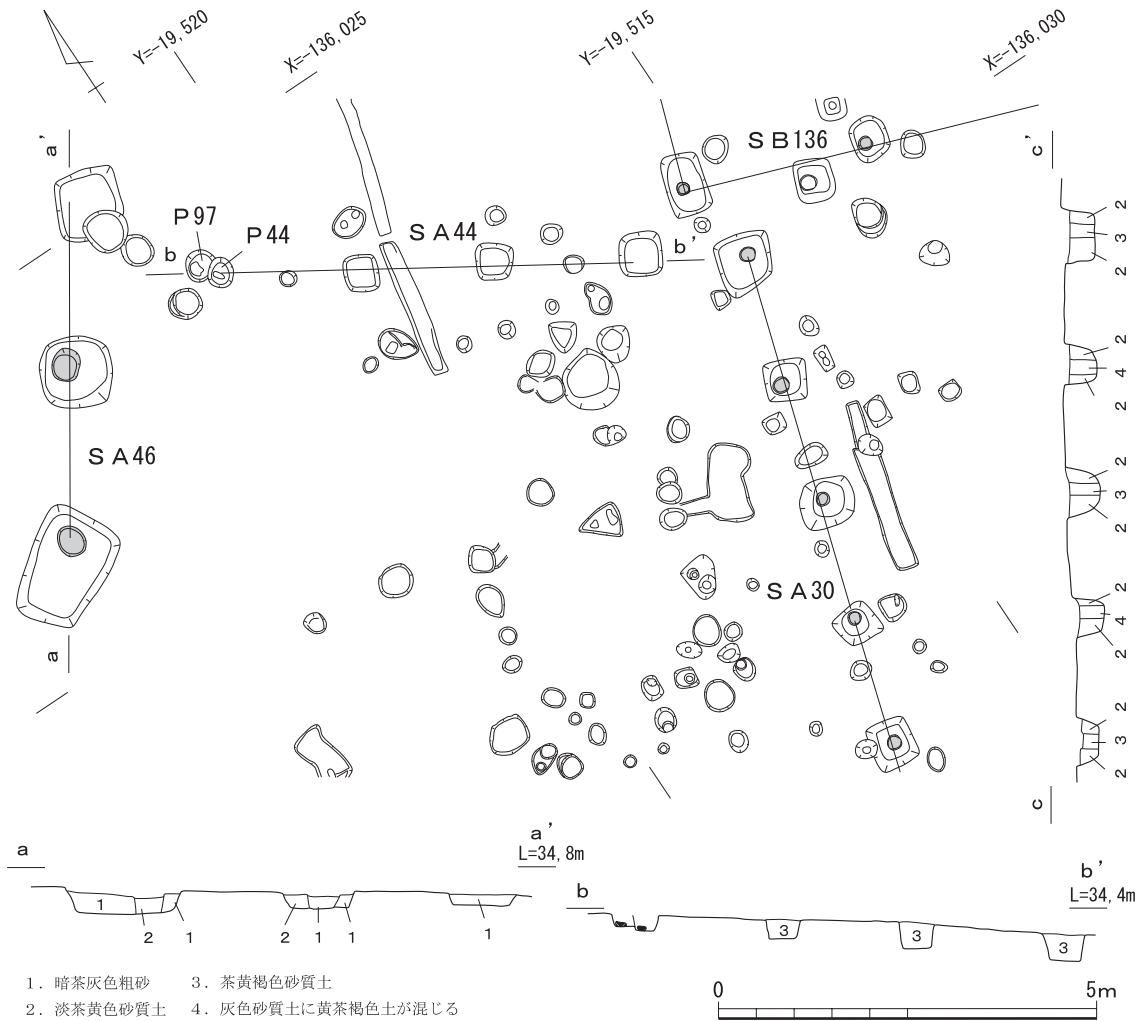 Y=-19,520
X=-136,025
Y=-19,515
X=-136,030
a'
c'
SB136
P97
P44
SA44
b
b'
SA46
SA30
a
c
2
3
2
2
4
2
2
3
2
2
4
2
2
3
2
a
a'
L=34,8m
b
b'
L=34,4m
1
2
1
2
1
1
1
3
3
3
1. 暗茶灰色粗砂
3. 茶黄褐色砂質土
2. 淡茶黄色砂質土
4. 灰色砂質土に黄茶褐色土が混じる
0
5m